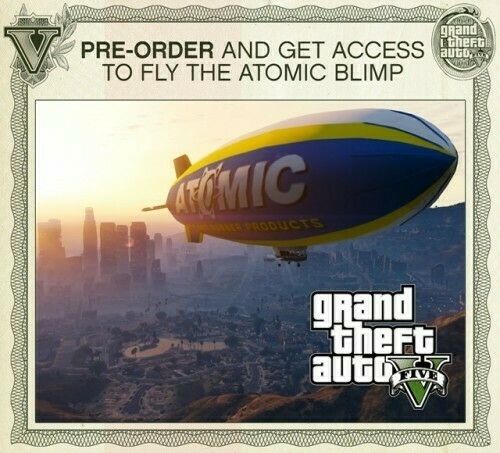 V
PRE-ORDER AND GET ACCESS
TO FLY THE ATOMIC BLIMP
grand
theft
auto
ATOMIC
RUBBER PRODUCTS
grand
theft
auto
V
FIVE